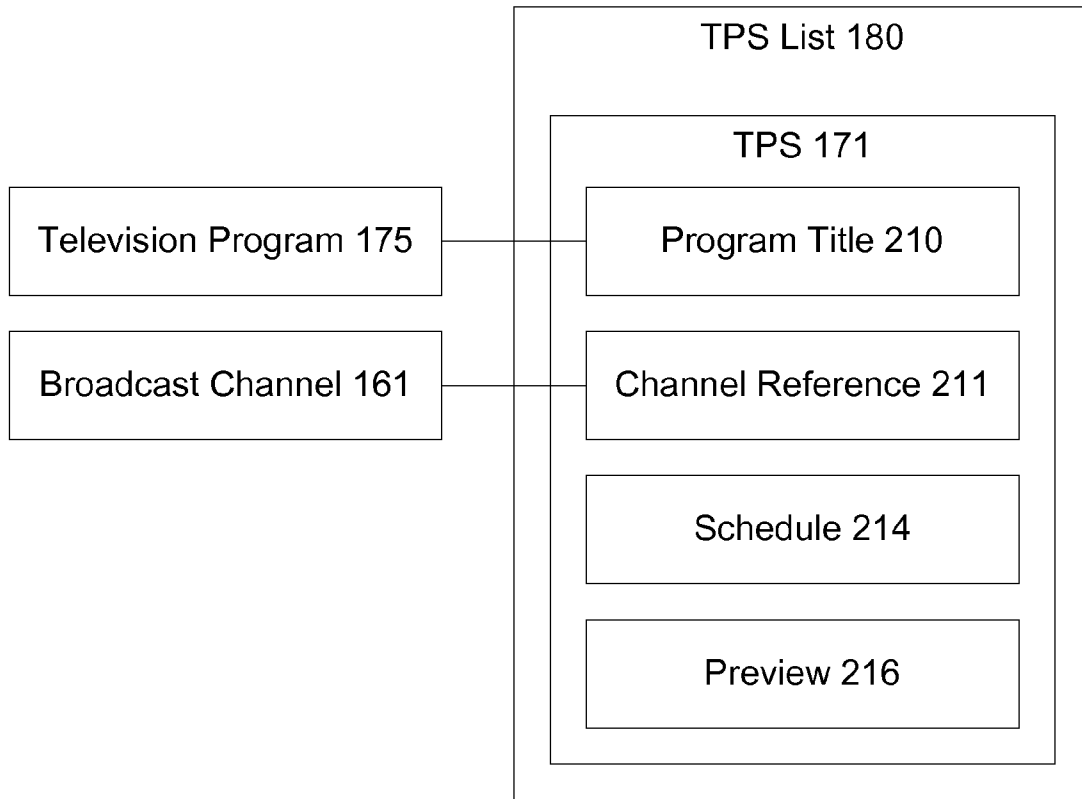 TPS List 180
TPS 171
Television Program 175
Program Title 210
Broadcast Channel 161
Channel Reference 211
Schedule 214
Preview 216